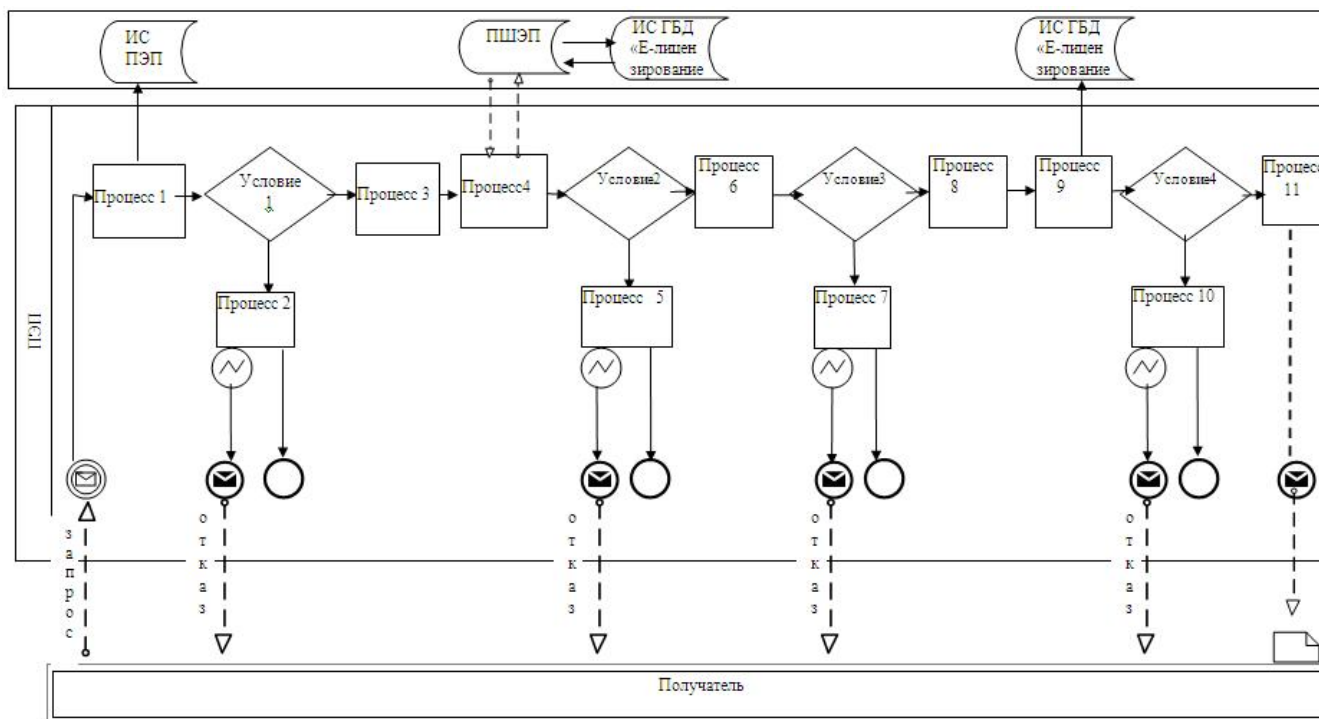 ИС
ПЭП
ПШЭП
ИС ГБД
«Е-лицен
зирование
ИС ГБД
«Е-лицен
зирование
Процесс 1
Условие
1
Процесс 3
Процесс4
Условие2
Процесс
6
Условие3
Процесс
8
Процесс
9
Условие4
Процесс
11
Процесс 2
Процесс 5
Процесс 7
Процесс 10
запрос
отказ
отказ
отказ
отказ
Получатель